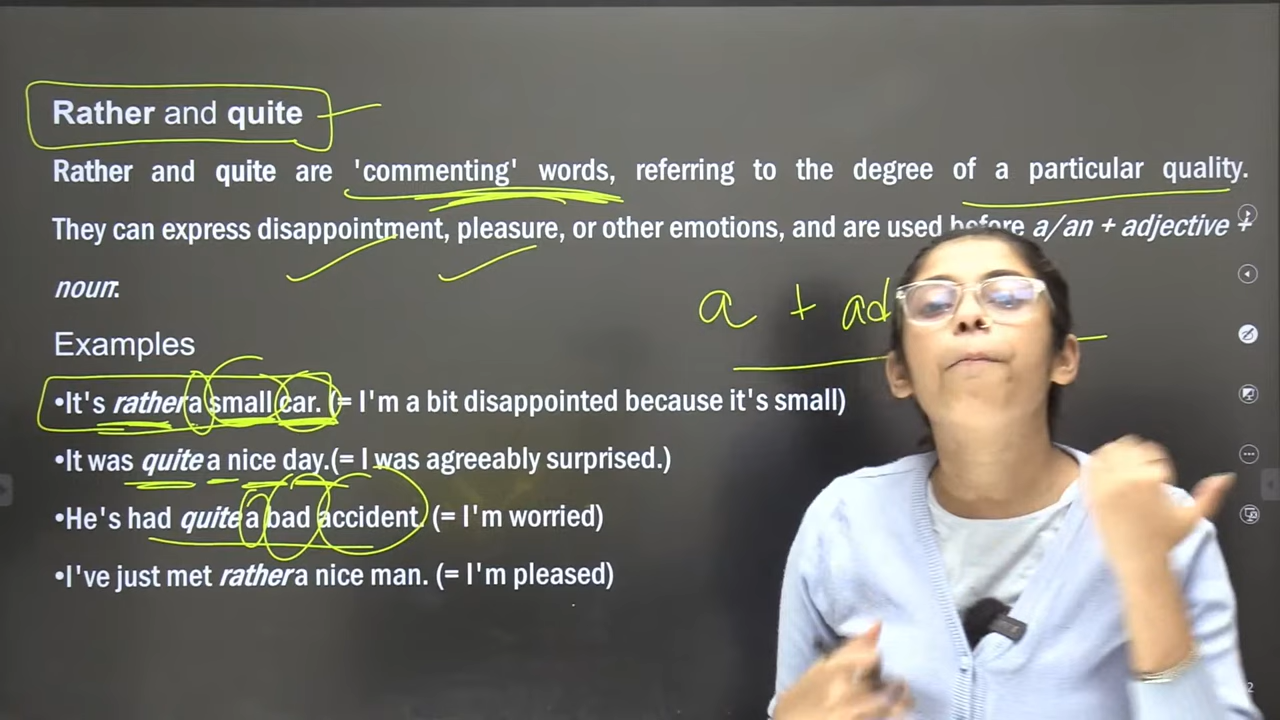 Rather and quite
Rather and quite are 'commenting' words, referring to the degree of a particular quality.
They can express disappointment, pleasure, or other emotions, and are used before a/an + adjective +
noun.
a + ad
Examples
•It's rather a small car. (= I'm a bit disappointed because it's small)
•It was quite a nice day.(= I was agreeably surprised.)
•He's had quite a bad accident. (= I'm worried)
•I've just met rather a nice man. (= I'm pleased)
2